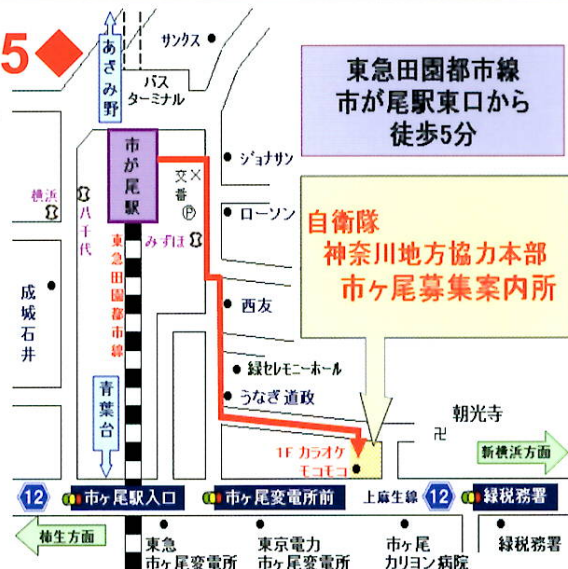 5
あざみ野
サンクス
バス
ターミナル
東急田園都市線
市が尾駅東口から
徒歩5分
市が尾駅
交番
Ⓟ
ジョナサン
横浜
八千代
ローソン
みずほ
東急田園都市線
自衛隊
神奈川地方協力本部
市ヶ尾募集案内所
成城石井
西友
緑セレモニーホール
うなぎ道政
青葉台
朝光寺
卍
1F カラオケ
モコモコ
新横浜方面
12
市ヶ尾駅入口
市ヶ尾変電所前
上麻生線
12
緑税務署
柿生方面
東急
市ヶ尾変電所
東京電力
市ヶ尾変電所
市ヶ尾
カリヨン病院
緑税務署